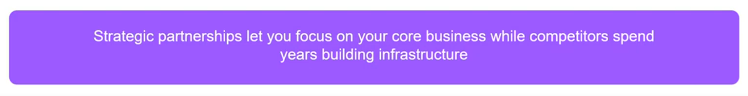 Strategic partnerships let you focus on your core business while competitors spend
years building infrastructure